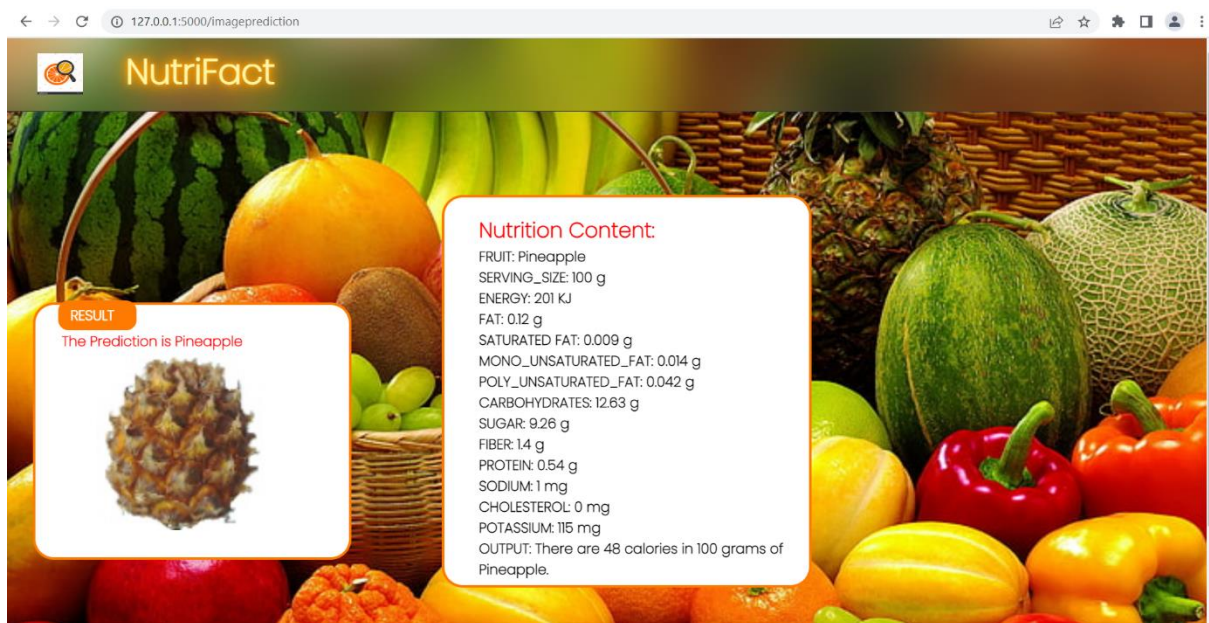 127.0.0.1:5000/imageprediction
NutriFact
RESULT
The Prediction is Pineapple
Nutrition Content:
FRUIT: Pineapple
SERVING_SIZE: 100 g
ENERGY: 201 KJ
FAT: 0.12 g
SATURATED FAT: 0.009 g
MONO_UNSATURATED_FAT: 0.014 g
POLY_UNSATURATED_FAT: 0.042 g
CARBOHYDRATES: 12.63 g
SUGAR: 9.26 g
FIBER: 1.4 g
PROTEIN: 0.54 g
SODIUM: 1 mg
CHOLESTEROL: 0 mg
POTASSIUM: 115 mg
OUTPUT: There are 48 calories in 100 grams of
Pineapple.